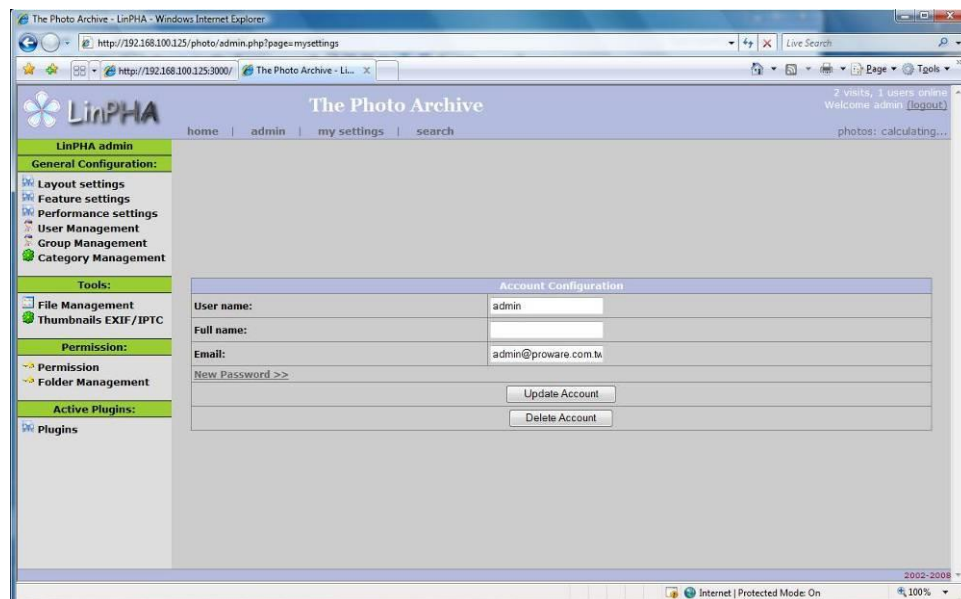 The Photo Archive - LinPHA - Windows Internet Explorer
http://192.168.100.125/photo/admin.php?page=mysettings
Live Search
http://192.168.100.125:3000/
The Photo Archive - Li...
Page
Tools
LinPHA
The Photo Archive
2 visits, 1 users online
Welcome admin (logout)
home | admin | my settings | search
photos: calculating...
LinPHA admin
General Configuration:
Layout settings
Feature settings
Performance settings
User Management
Group Management
Category Management
Tools:
File Management
Thumbnails EXIF/IPTC
Permission:
Permission
Folder Management
Active Plugins:
Plugins
Account Configuration
User name: admin
Full name:
Email: admin@proware.com.tw
New Password >>
Update Account
Delete Account
2002-2008
Internet | Protected Mode: On
100%